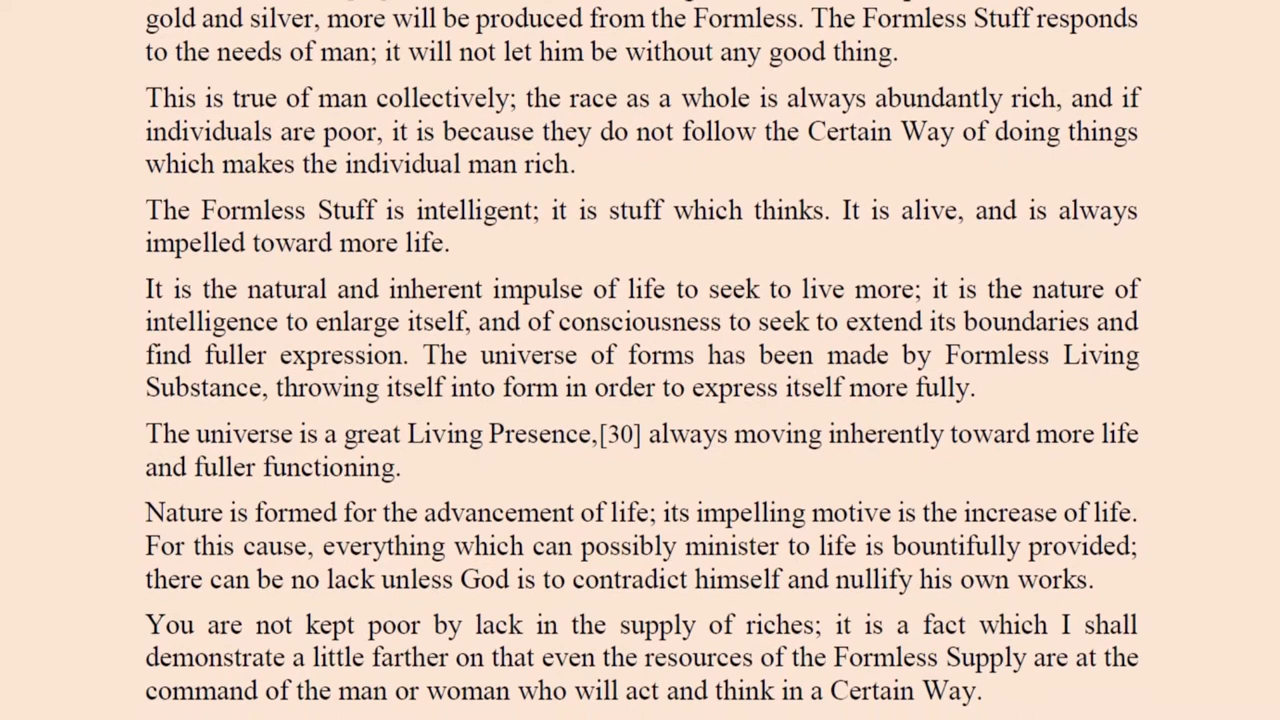 gold and silver, more will be produced from the Formless. The Formless Stuff responds
to the needs of man; it will not let him be without any good thing.
This is true of man collectively; the race as a whole is always abundantly rich, and if
individuals are poor, it is because they do not follow the Certain Way of doing things
which makes the individual man rich.
The Formless Stuff is intelligent; it is stuff which thinks. It is alive, and is always
impelled toward more life.
It is the natural and inherent impulse of life to seek to live more; it is the nature of
intelligence to enlarge itself, and of consciousness to seek to extend its boundaries and
find fuller expression. The universe of forms has been made by Formless Living
Substance, throwing itself into form in order to express itself more fully.
The universe is a great Living Presence,[30] always moving inherently toward more life
and fuller functioning.
Nature is formed for the advancement of life; its impelling motive is the increase of life.
For this cause, everything which can possibly minister to life is bountifully provided;
there can be no lack unless God is to contradict himself and nullify his own works.
You are not kept poor by lack in the supply of riches; it is a fact which I shall
demonstrate a little farther on that even the resources of the Formless Supply are at the
command of the man or woman who will act and think in a Certain Way.